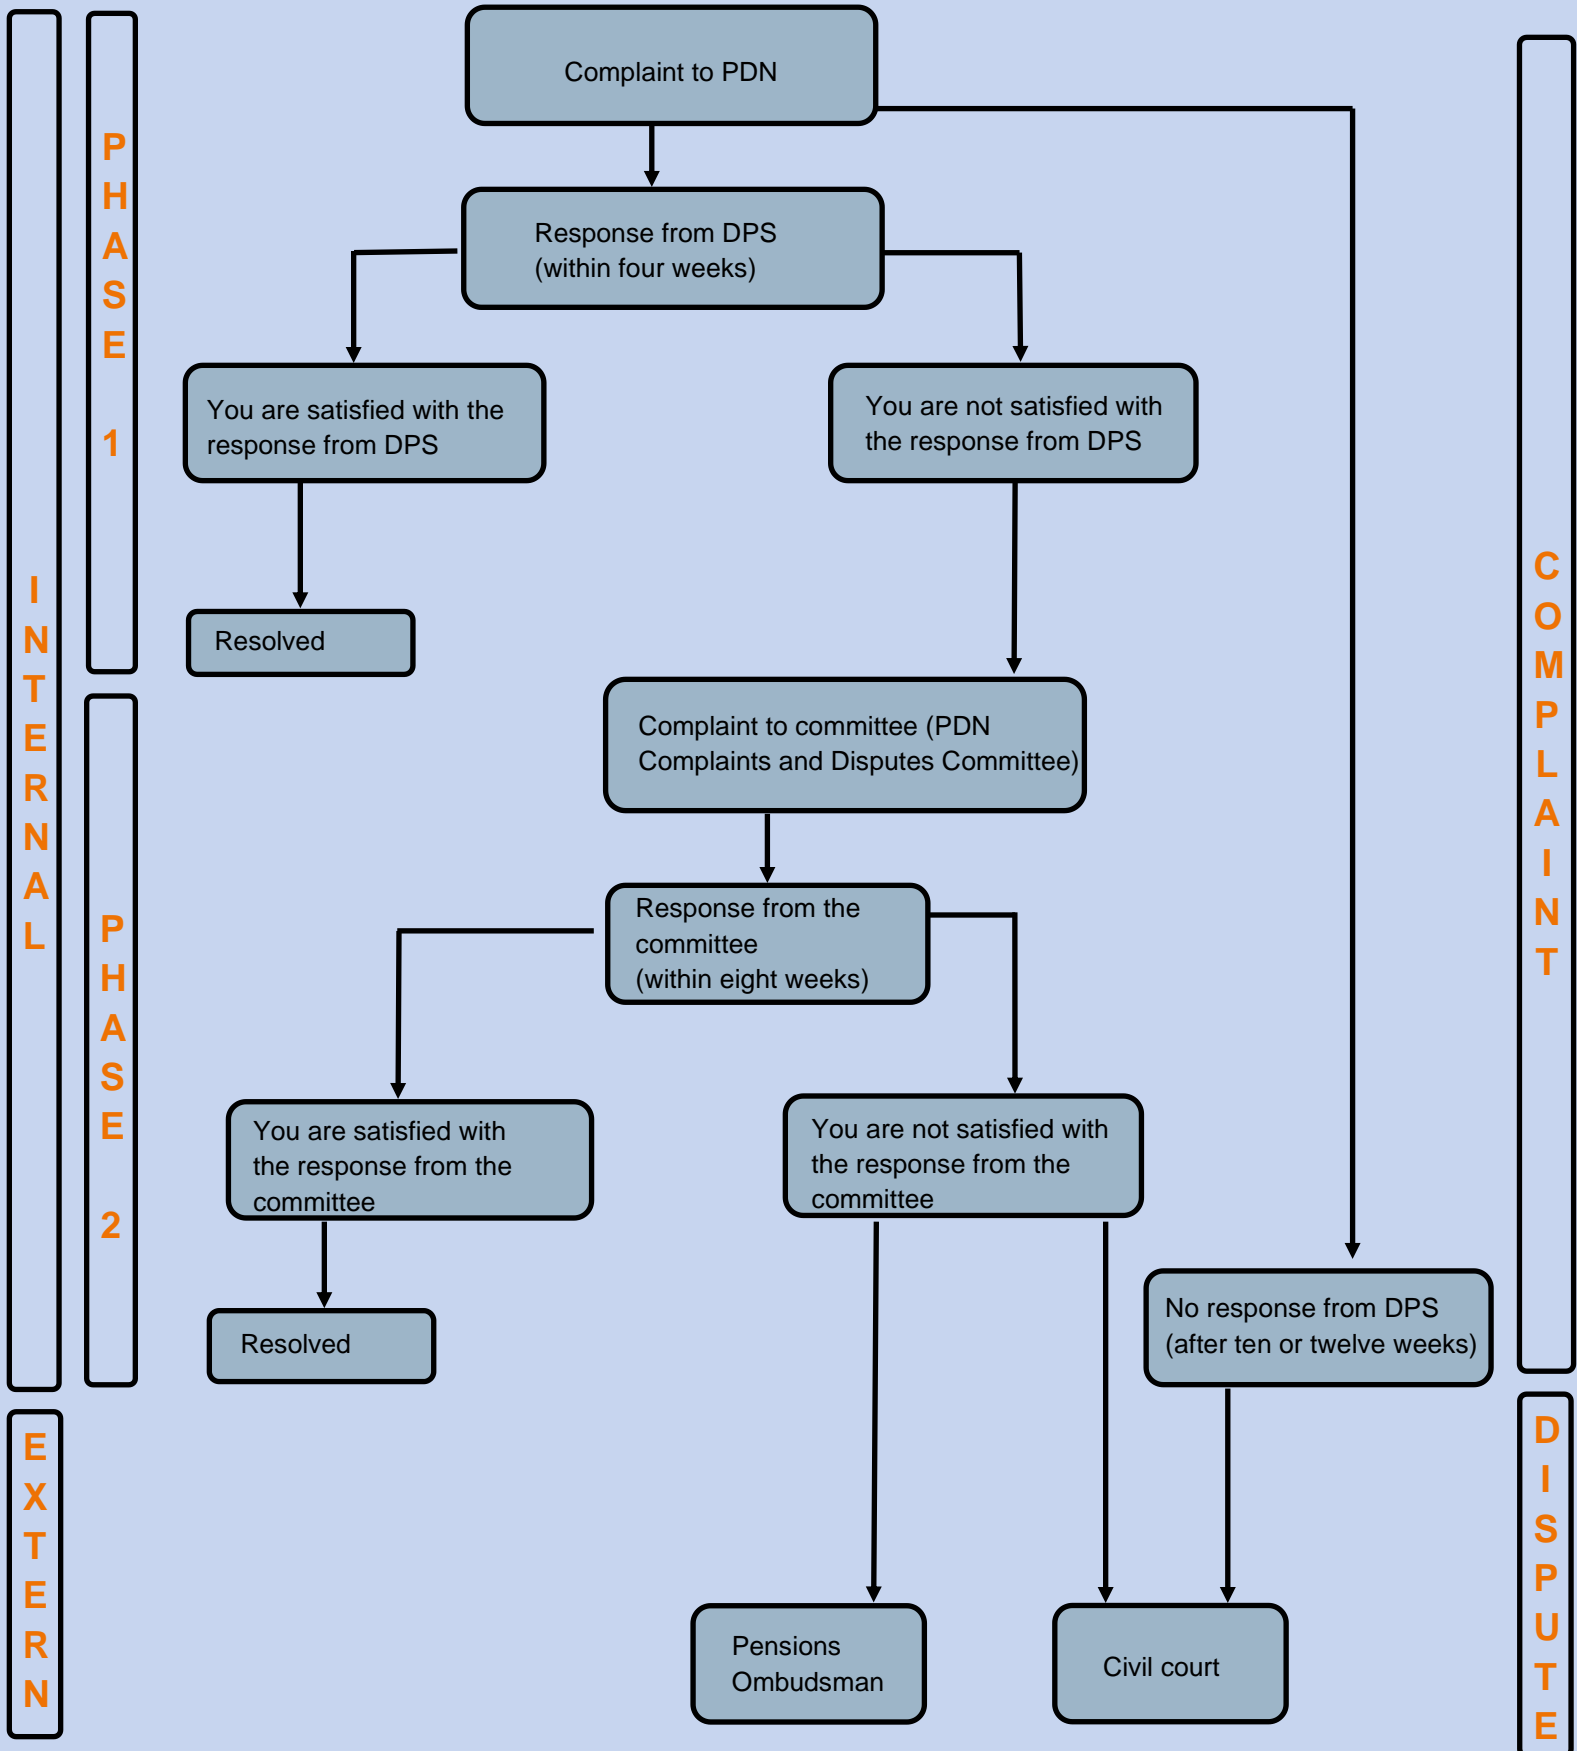 Complaint to PDN
Response from DPS
(within four weeks)
You are satisfied with the
response from DPS
You are not satisfied with
the response from DPS
Resolved
Complaint to committee (PDN
Complaints and Disputes Committee)
Response from the
committee
(within eight weeks)
You are satisfied with
the response from the
committee
You are not satisfied with
the response from the
committee
No response from DPS
(after ten or twelve weeks)
Resolved
Pensions
Ombudsman
Civil court
INTERNAL
EXTERN
PHASE 1
PHASE 2
COMPLAINT
DISPUTE